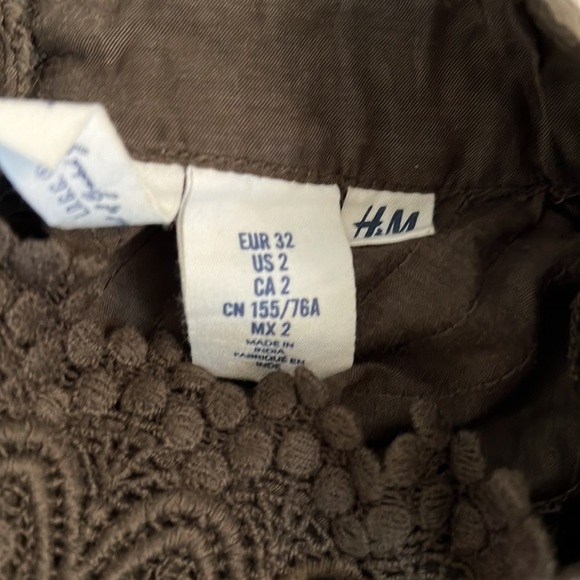 H&M
EUR 32
US 2
CA 2
CN 155/76A
MX 2
MADE IN
INDIA
FABRIQUÉ EN
INDE